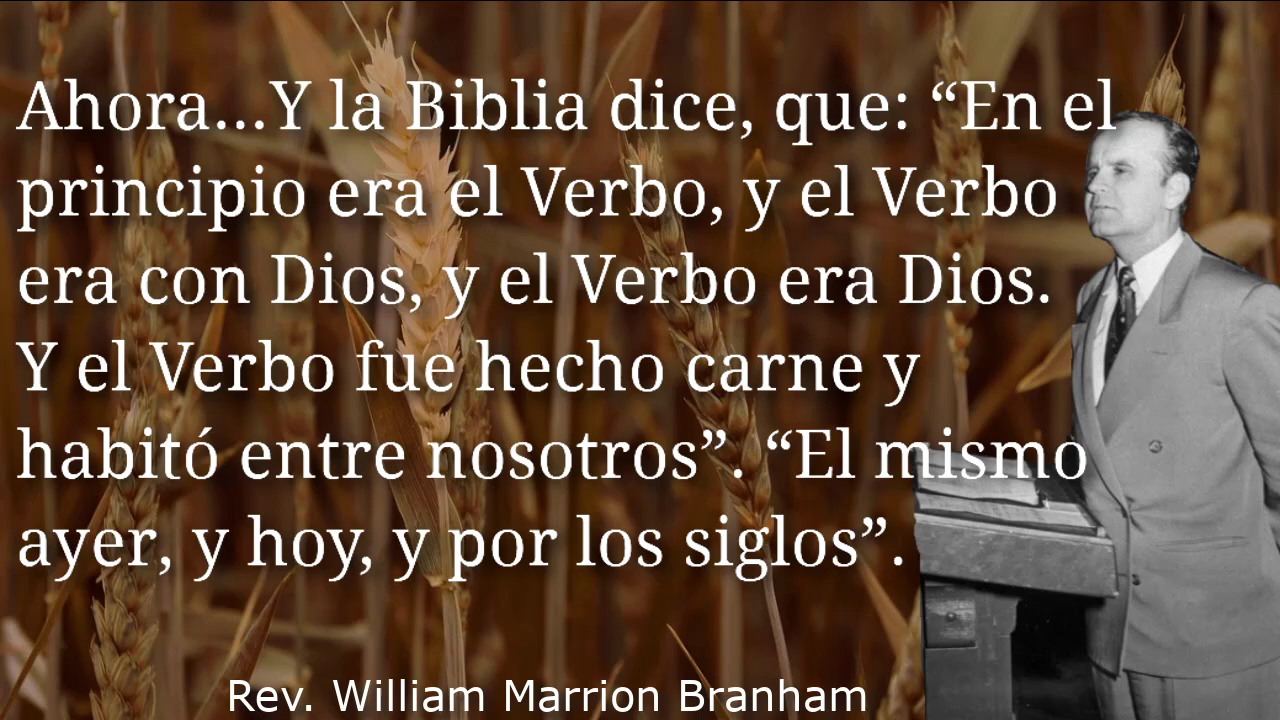 Ahora...Y la Biblia dice, que: “En el
principio era el Verbo, y el Verbo
era con Dios, y el Verbo era Dios.
Y el Verbo fue hecho carne y
habitó entre nosotros”. “El mismo
ayer, y hoy, y por los siglos”.
Rev. William Marrion Branham